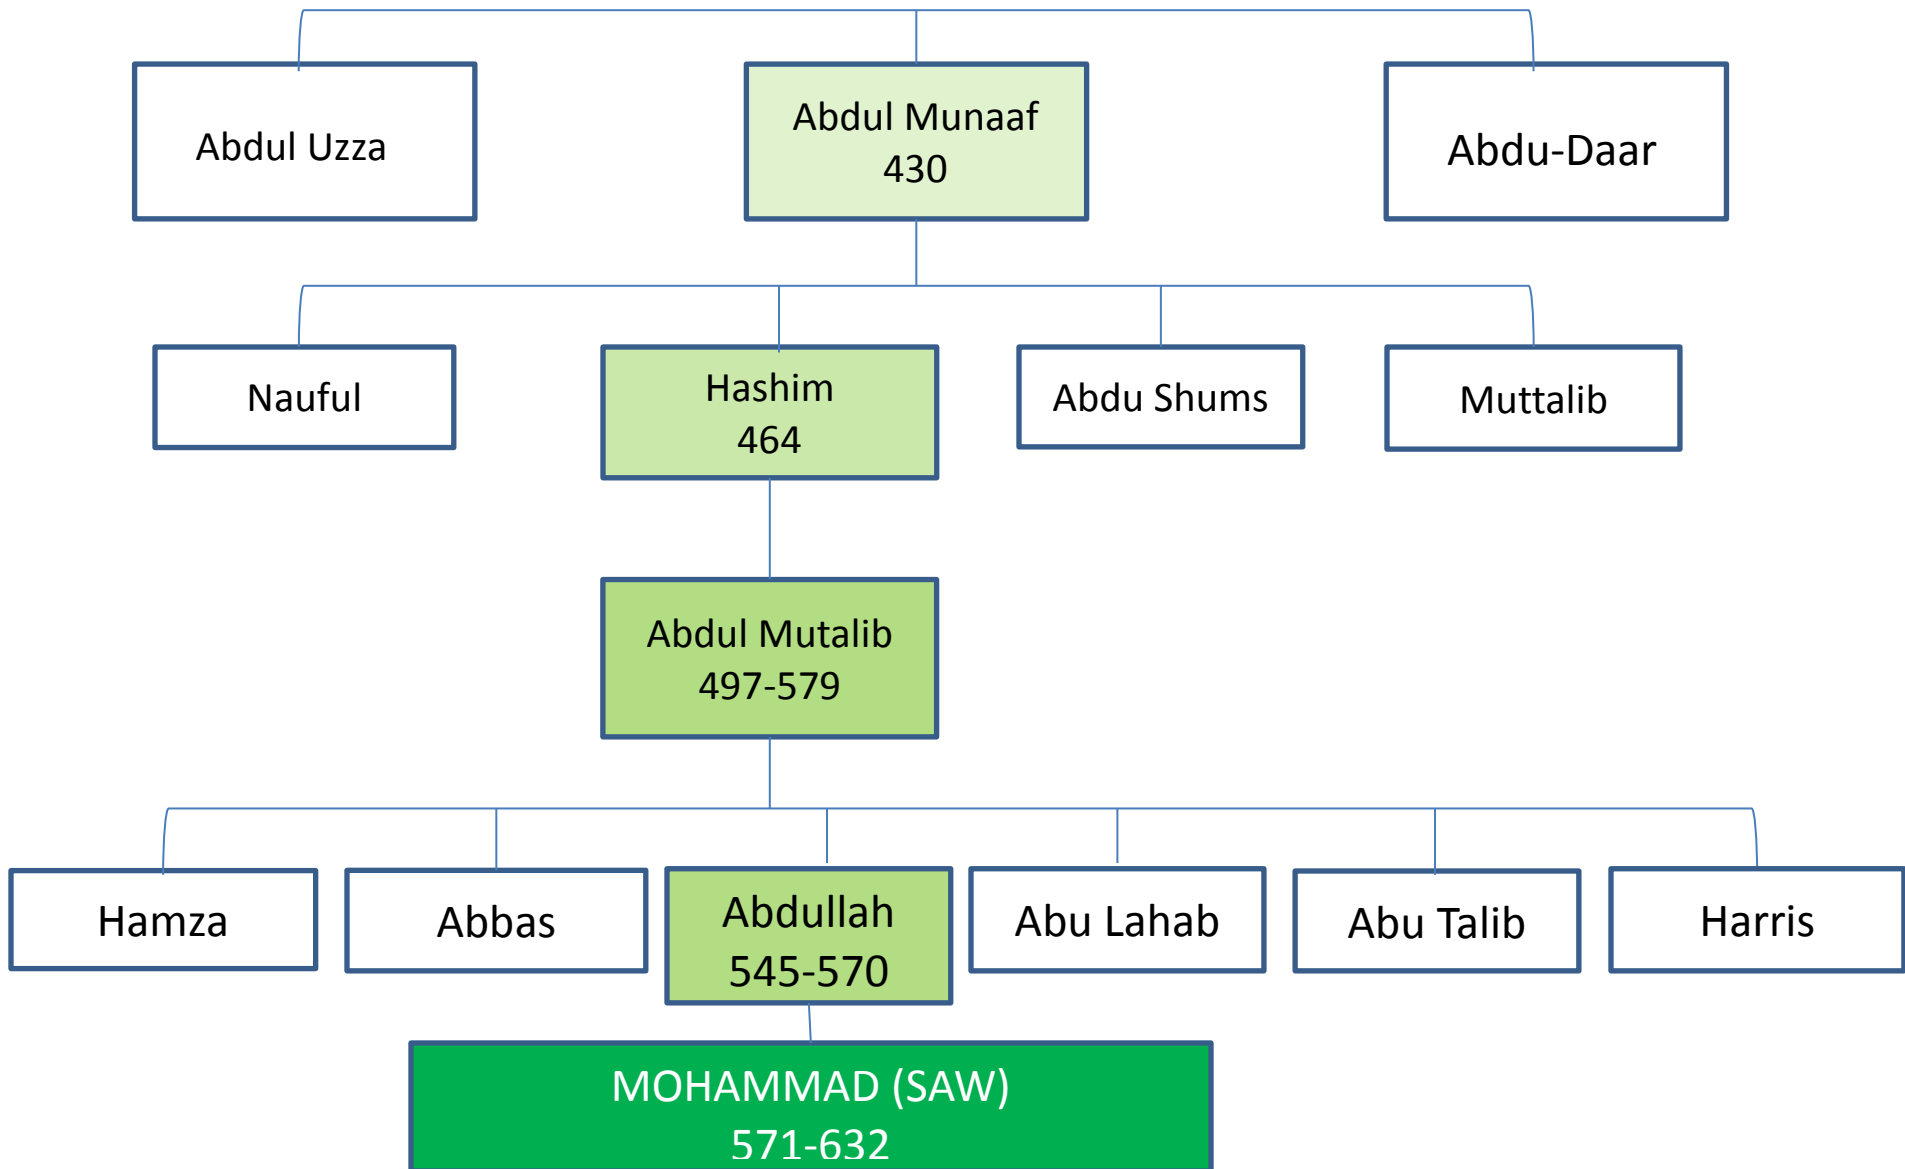 Abdul Uzza
Abdul Munaaf
430
Abdu-Daar
Nauful
Hashim
464
Abdu Shums
Muttalib
Abdul Mutalib
497-579
Hamza
Abbas
Abdullah
545-570
Abu Lahab
Abu Talib
Harris
MOHAMMAD (SAW)
571-632